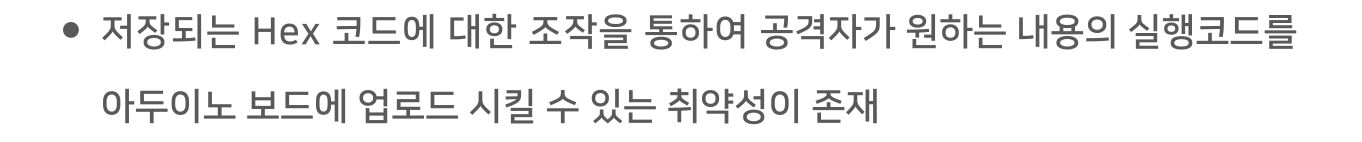 • 저장되는 Hex 코드에 대한 조작을 통하여 공격자가 원하는 내용의 실행코드를
아두이노 보드에 업로드 시킬 수 있는 취약성이 존재